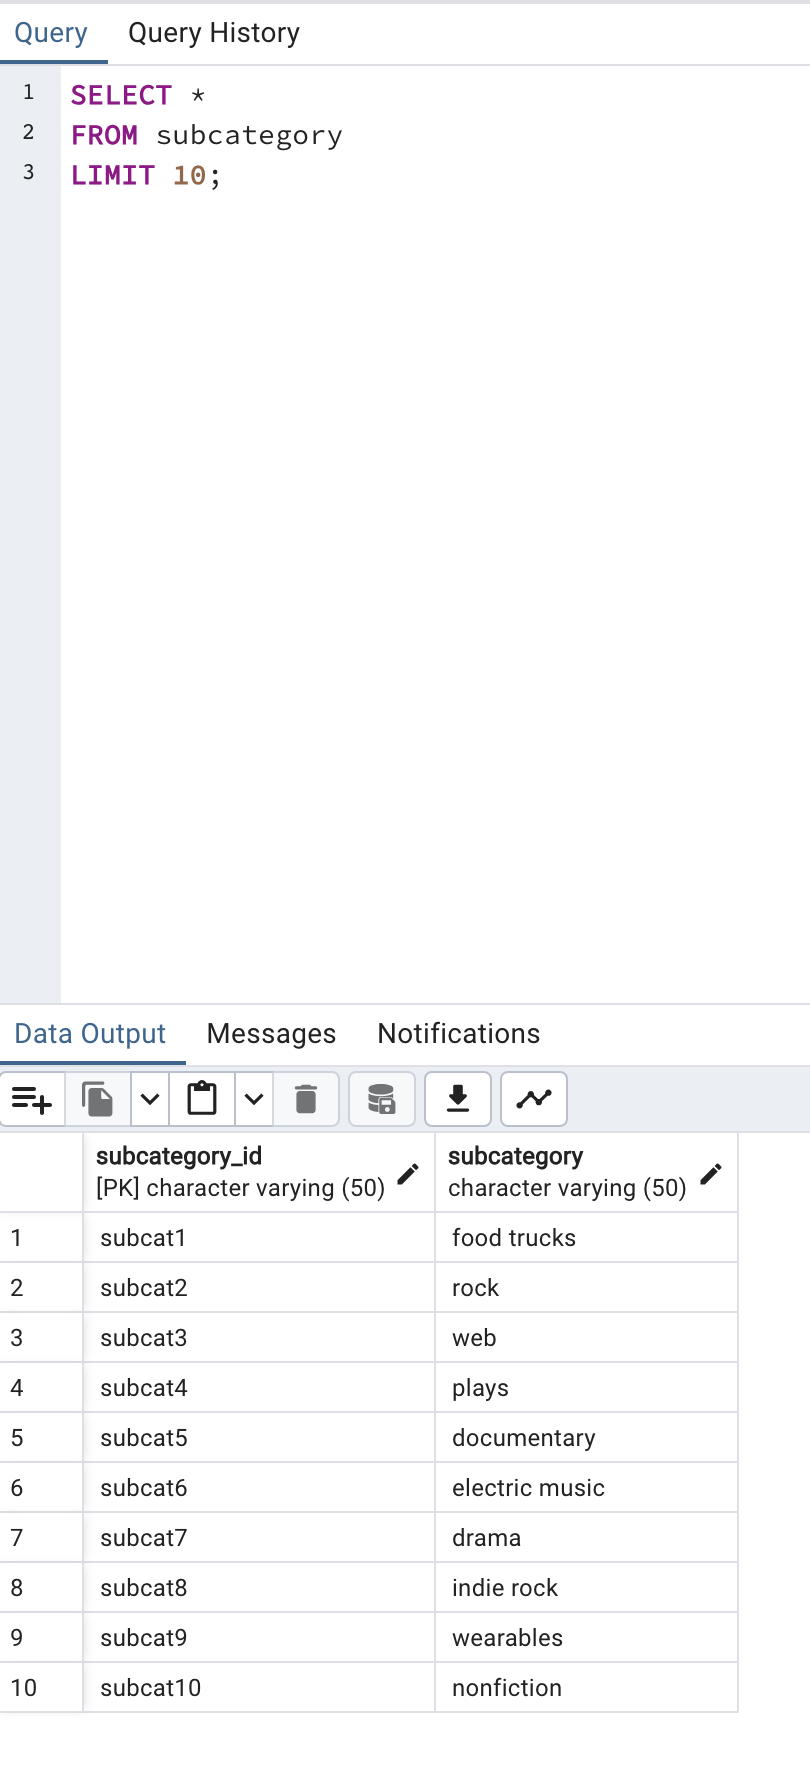 Query Query History
1 SELECT *
2 FROM subcategory
3 LIMIT 10;
Data Output Messages Notifications
subcategory_id subcategory
[PK] character varying (50) character varying (50)
1 subcat1 food trucks
2 subcat2 rock
3 subcat3 web
4 subcat4 plays
5 subcat5 documentary
6 subcat6 electric music
7 subcat7 drama
8 subcat8 indie rock
9 subcat9 wearables
10 subcat10 nonfiction